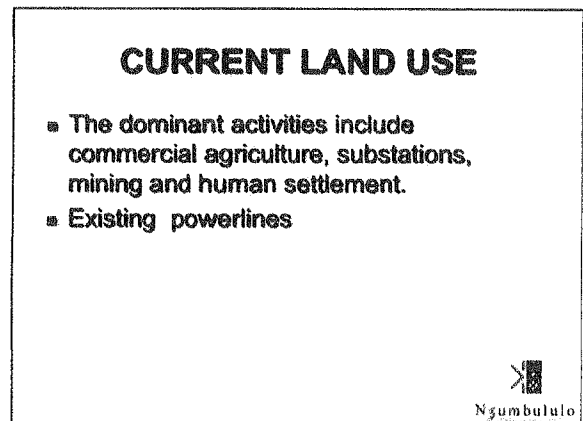 CURRENT LAND USE
The dominant activities include
commercial agriculture, substations,
mining and human settlement.
Existing powerlines
Ngumbululo